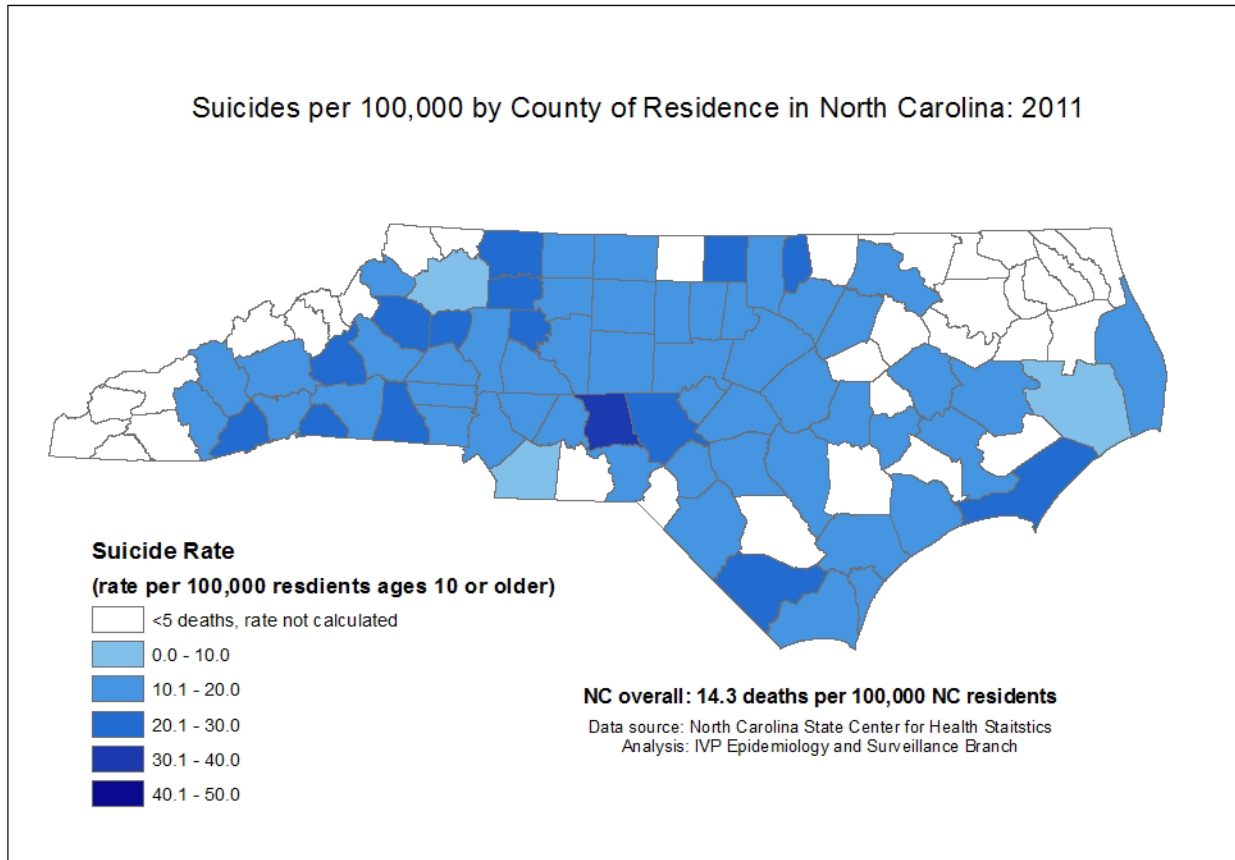 Suicides per 100,000 by County of Residence in North Carolina: 2011
Suicide Rate
(rate per 100,000 resdients ages 10 or older)
<5 deaths, rate not calculated
0.0 - 10.0
10.1 - 20.0
20.1 - 30.0
30.1 - 40.0
40.1 - 50.0
NC overall: 14.3 deaths per 100,000 NC residents
Data source: North Carolina State Center for Health Staitstics
Analysis: IVP Epidemiology and Surveillance Branch